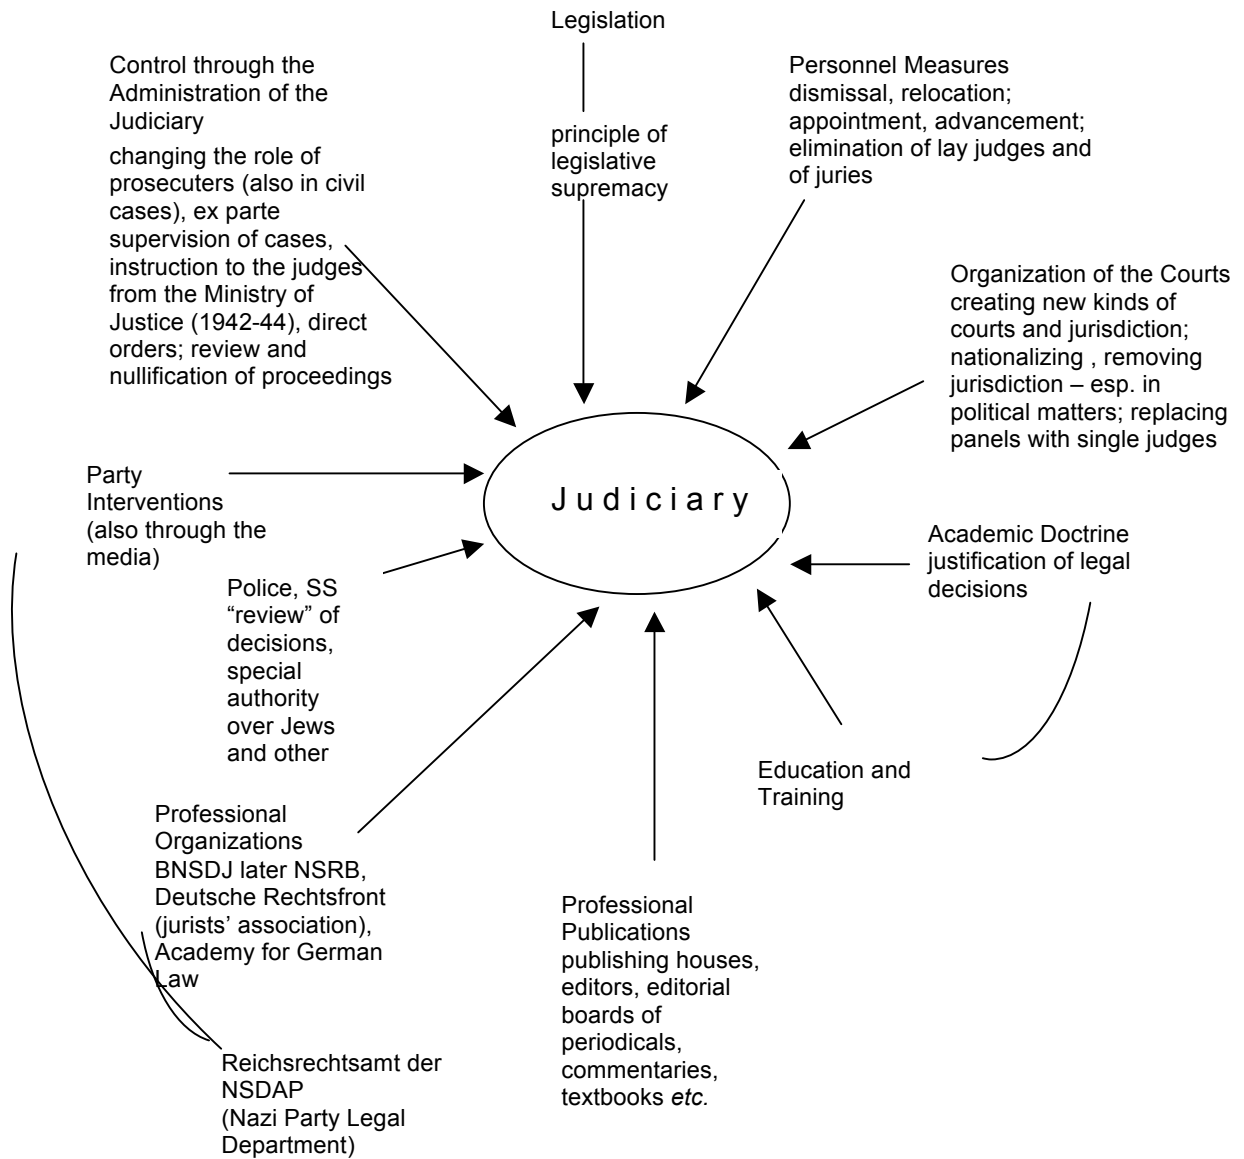 Legislation
principle of
legislative
supremacy
Control through the
Administration of the
Judiciary
changing the role of
prosecuters (also in civil
cases), ex parte
supervision of cases,
instruction to the judges
from the Ministry of
Justice (1942-44), direct
orders; review and
nullification of proceedings
Personnel Measures
dismissal, relocation;
appointment, advancement;
elimination of lay judges and
of juries
Organization of the Courts
creating new kinds of
courts and jurisdiction;
nationalizing , removing
jurisdiction – esp. in
political matters; replacing
panels with single judges
Judiciary
Party
Interventions
(also through the
media)
Academic Doctrine
justification of legal
decisions
Police, SS
“review” of
decisions,
special
authority
over Jews
and other
Education and
Training
Professional
Organizations
BNSDJ later NSRB,
Deutsche Rechtsfront
(jurists’ association),
Academy for German
Law
Professional
Publications
publishing houses,
editors, editorial
boards of
periodicals,
commentaries,
textbooks etc.
Reichsrechtsamt der
NSDAP
(Nazi Party Legal
Department)